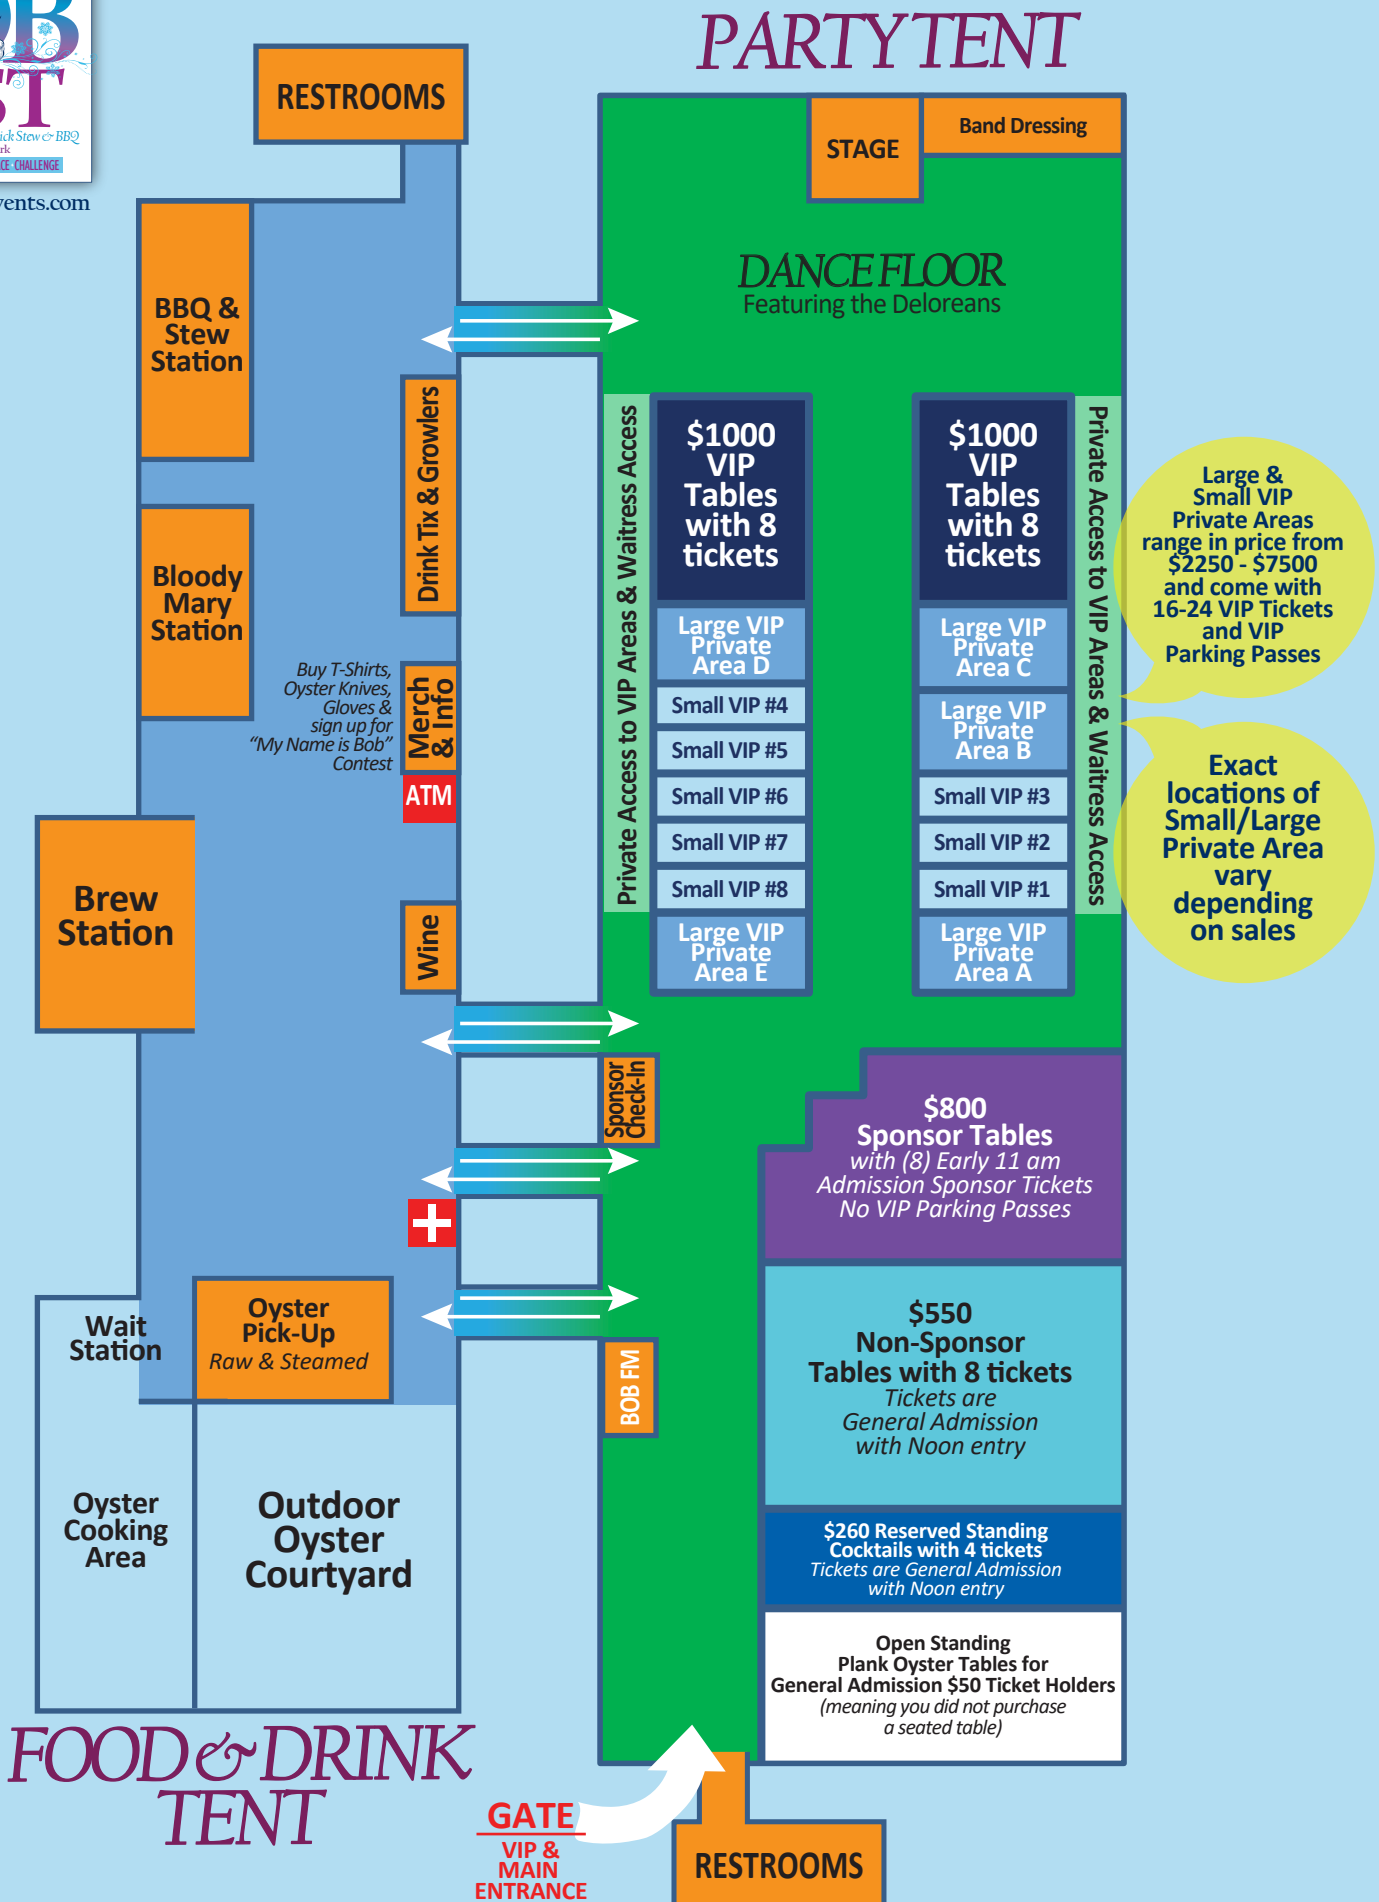 PARTY TENT
ick Stew & BBQ
CHALLENGE
RESTROOMS
STAGE
Band Dressing
DANCE FLOOR
Featuring the Deloreans
BBQ &
Stew
Station
Drink Tix & Growlers
Bloody
Mary
Station
Buy T-Shirts,
Oyster Knives,
Gloves &
sign up for
“My Name is Bob”
Contest
Merch
& Info
ATM
Brew
Station
Wine
Private Access to VIP Areas & Waitress Access
$1000
VIP
Tables
with 8
tickets
Large VIP
Private
Area D
Small VIP #4
Small VIP #5
Small VIP #6
Small VIP #7
Small VIP #8
Large VIP
Private
Area E
$1000
VIP
Tables
with 8
tickets
Large VIP
Private
Area C
Large VIP
Private
Area B
Small VIP #3
Small VIP #2
Small VIP #1
Large VIP
Private
Area A
Private Access to VIP Areas & Waitress Access
Large &
Small VIP
Private Areas
range in price from
$2250 - $7500
and come with
16-24 VIP Tickets
and VIP
Parking Passes
Exact
locations of
Small/Large
Private Area
vary
depending
on sales
Sponsor
Check-In
$800
Sponsor Tables
with (8) Early 11 am
Admission Sponsor Tickets
No VIP Parking Passes
Wait
Station
Oyster
Pick-Up
Raw & Steamed
BOB FM
$550
Non-Sponsor
Tables with 8 tickets
Tickets are
General Admission
with Noon entry
Oyster
Cooking
Area
Outdoor
Oyster
Courtyard
$260 Reserved Standing
Cocktails with 4 tickets
Tickets are General Admission
with Noon entry
Open Standing
Plank Oyster Tables for
General Admission $50 Ticket Holders
(meaning you did not purchase
a seated table)
FOOD & DRINK
TENT
GATE
VIP &
MAIN
ENTRANCE
RESTROOMS